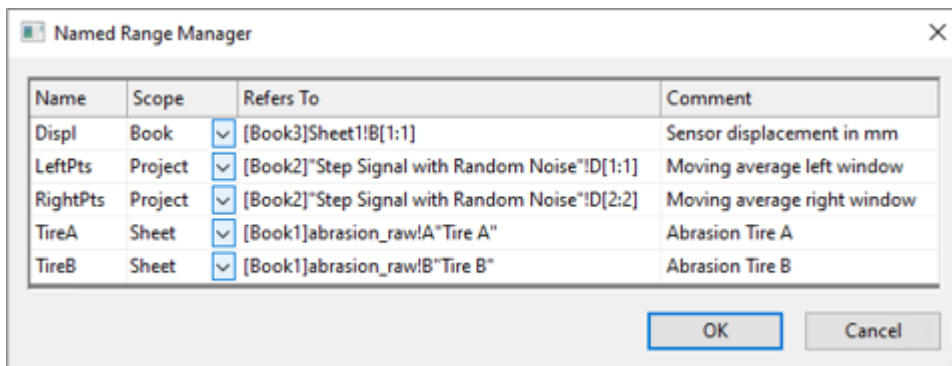 Named Range Manager
Name Scope Refers To Comment
Displ Book [Book3]Sheet1!B[1:1] Sensor displacement in mm
LeftPts Project [Book2]"Step Signal with Random Noise"!D[1:1] Moving average left window
RightPts Project [Book2]"Step Signal with Random Noise"!D[2:2] Moving average right window
TireA Sheet [Book1]abrasion_raw!A"Tire A" Abrasion Tire A
TireB Sheet [Book1]abrasion_raw!B"Tire B" Abrasion Tire B
OK Cancel